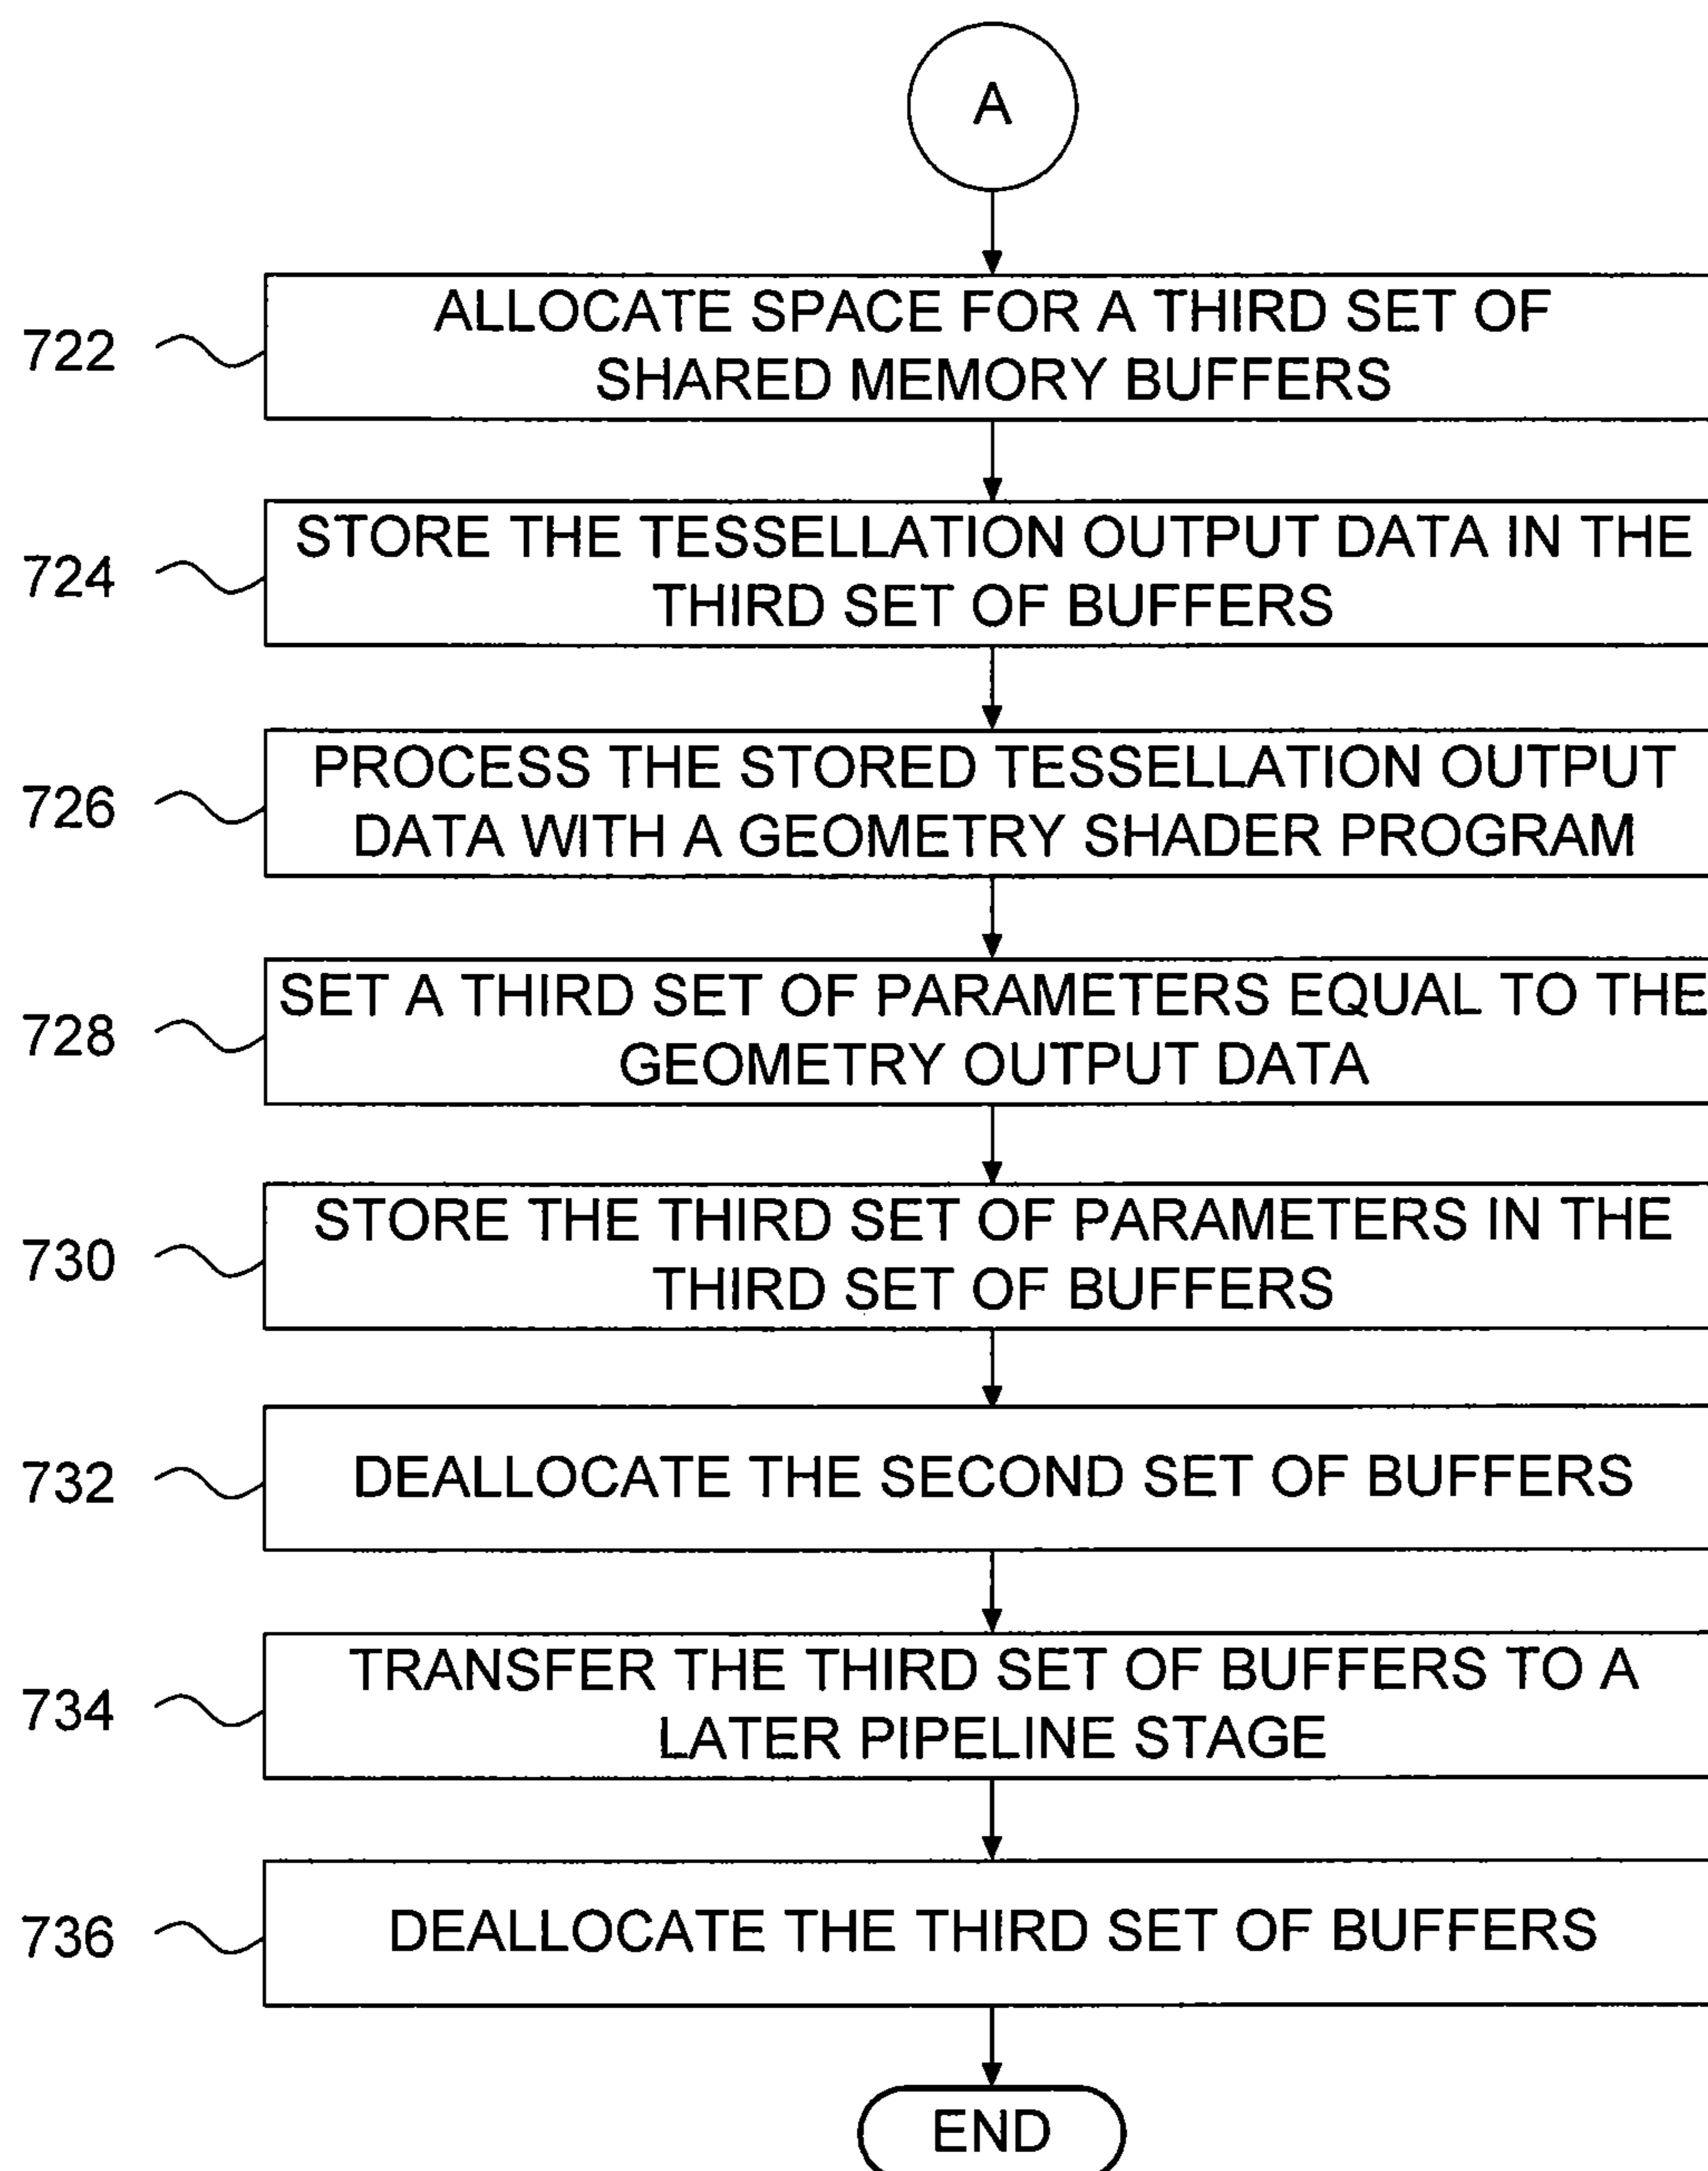 A
722
ALLOCATE SPACE FOR A THIRD SET OF
SHARED MEMORY BUFFERS
724
STORE THE TESSELLATION OUTPUT DATA IN THE
THIRD SET OF BUFFERS
726
PROCESS THE STORED TESSELLATION OUTPUT
DATA WITH A GEOMETRY SHADER PROGRAM
728
SET A THIRD SET OF PARAMETERS EQUAL TO THE
GEOMETRY OUTPUT DATA
730
STORE THE THIRD SET OF PARAMETERS IN THE
THIRD SET OF BUFFERS
732
DEALLOCATE THE SECOND SET OF BUFFERS
734
TRANSFER THE THIRD SET OF BUFFERS TO A
LATER PIPELINE STAGE
736
DEALLOCATE THE THIRD SET OF BUFFERS
END